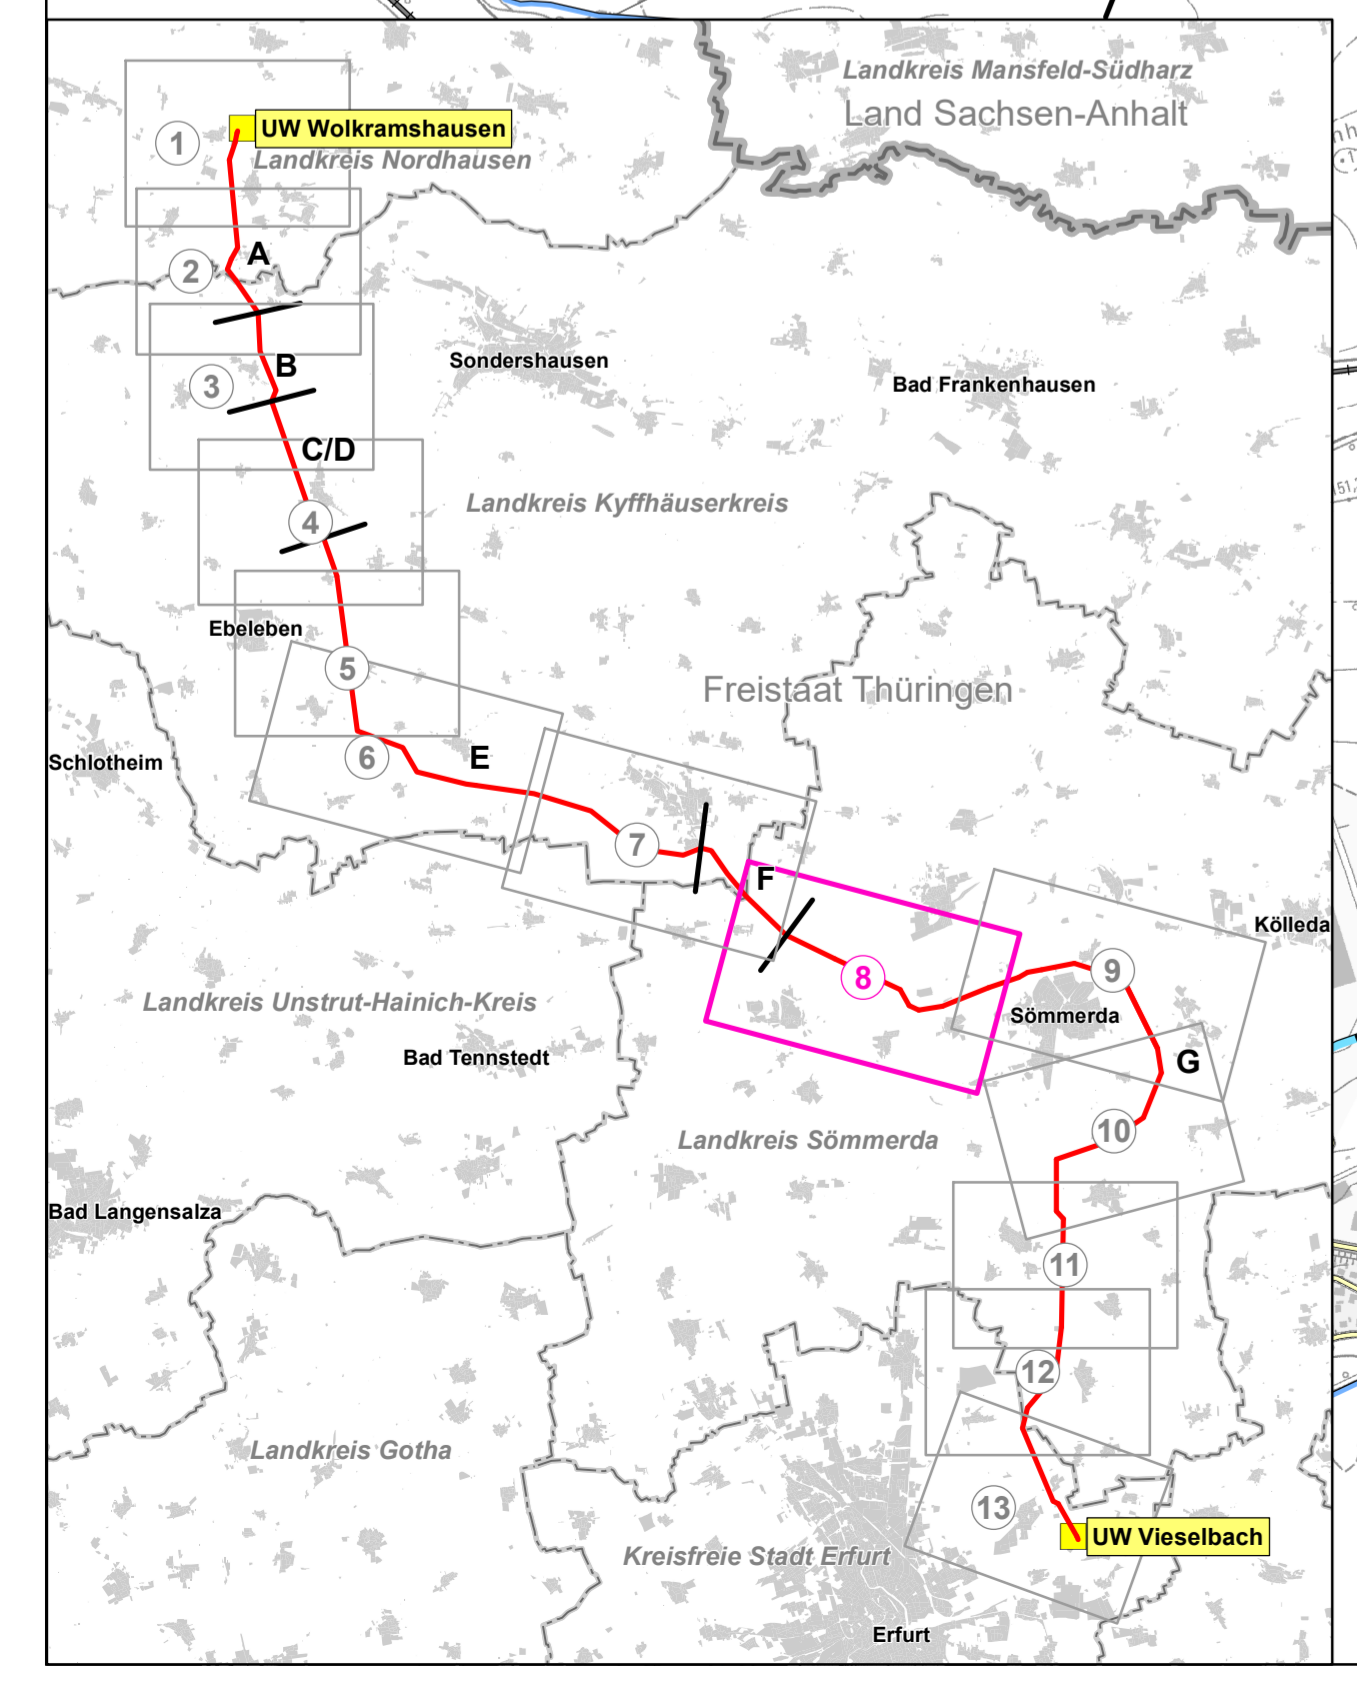 Landkreis Mansfeld-Südharz
Land Sachsen-Anhalt
UW Wolkramshausen
1
Landkreis Nordhausen
A
2
B
3
Sondershausen
Bad Frankenhausen
C/D
Landkreis Kyffhäuserkreis
4
Ebeleben
5
Freistaat Thüringen
Schlotheim
6
E
7
F
Kölleda
8
9
Landkreis Unstrut-Hainich-Kreis
Sömmerda
Bad Tennstedt
G
10
Landkreis Sömmerda
Bad Langensalza
11
12
Landkreis Gotha
13
UW Vieselbach
Kreisfreie Stadt Erfurt
Erfurt